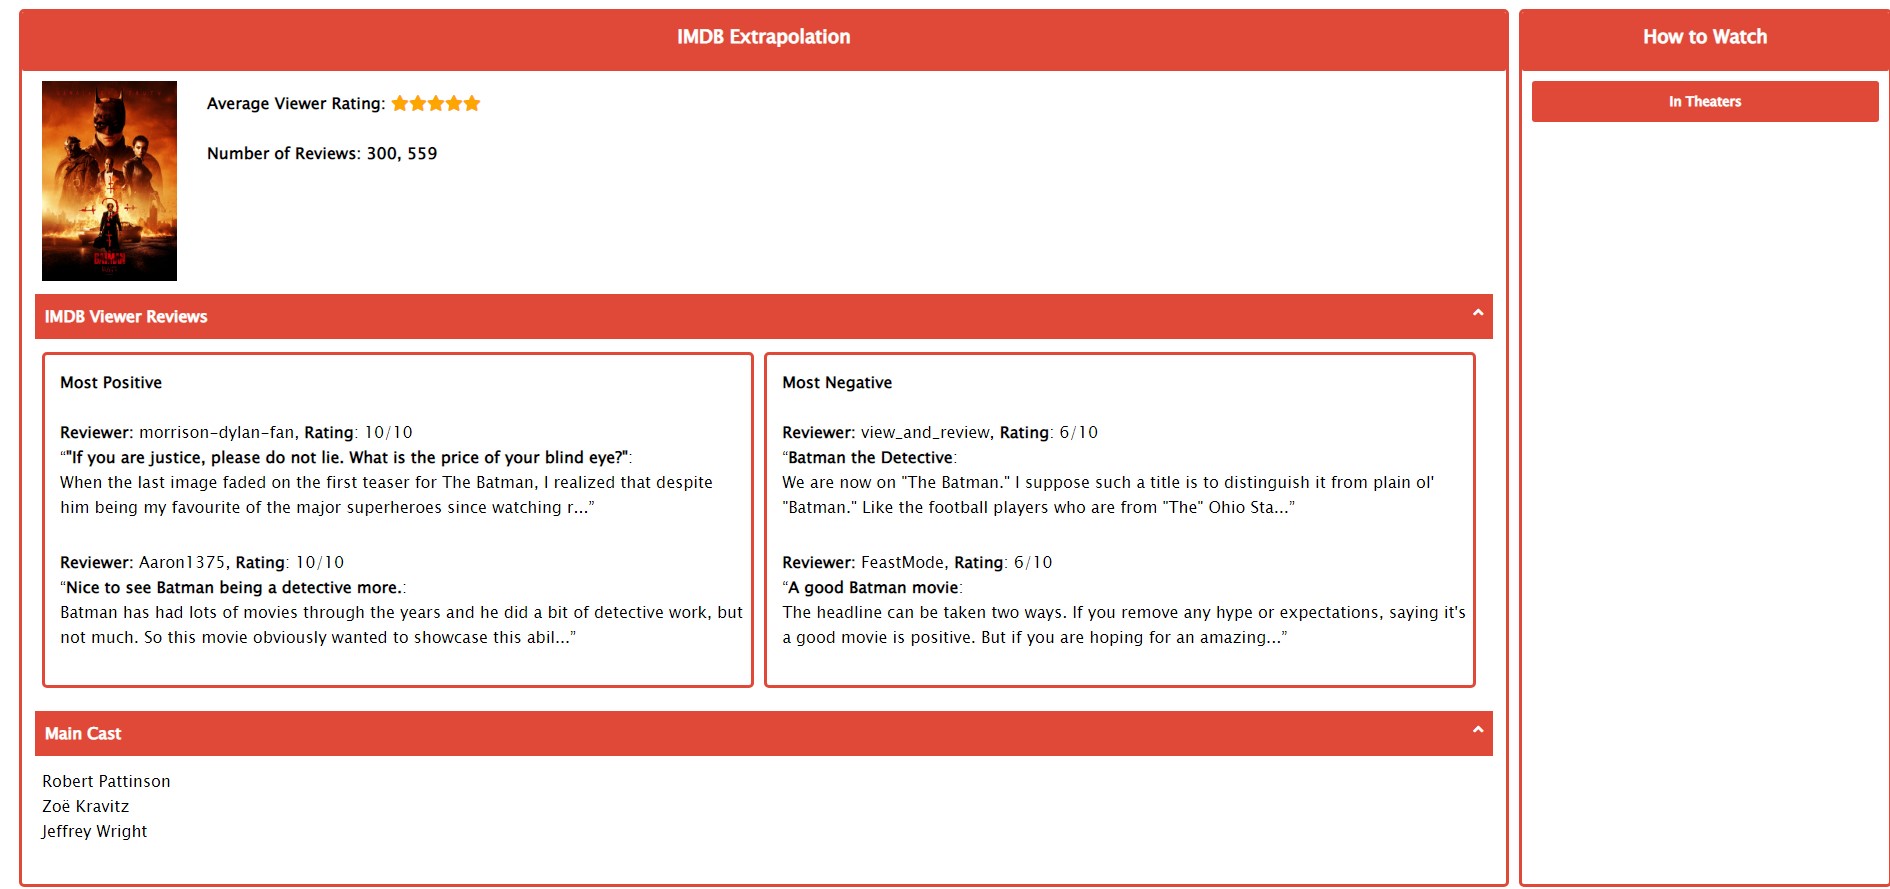 IMDB Extrapolation
Average Viewer Rating:
Number of Reviews: 300, 559
IMDB Viewer Reviews
Most Positive
Reviewer: morrison-dylan-fan, Rating: 10/10
“"If you are justice, please do not lie. What is the price of your blind eye?":
When the last image faded on the first teaser for The Batman, I realized that despite
him being my favourite of the major superheroes since watching r...”
Reviewer: Aaron1375, Rating: 10/10
“Nice to see Batman being a detective more.:
Batman has had lots of movies through the years and he did a bit of detective work, but
not much. So this movie obviously wanted to showcase this abil...”
Most Negative
Reviewer: view_and_review, Rating: 6/10
“Batman the Detective:
We are now on "The Batman." I suppose such a title is to distinguish it from plain ol'
"Batman." Like the football players who are from "The" Ohio Sta...”
Reviewer: FeastMode, Rating: 6/10
“A good Batman movie:
The headline can be taken two ways. If you remove any hype or expectations, saying it's
a good movie is positive. But if you are hoping for an amazing...”
Main Cast
Robert Pattinson
Zoë Kravitz
Jeffrey Wright
How to Watch
In Theaters
BATMAN